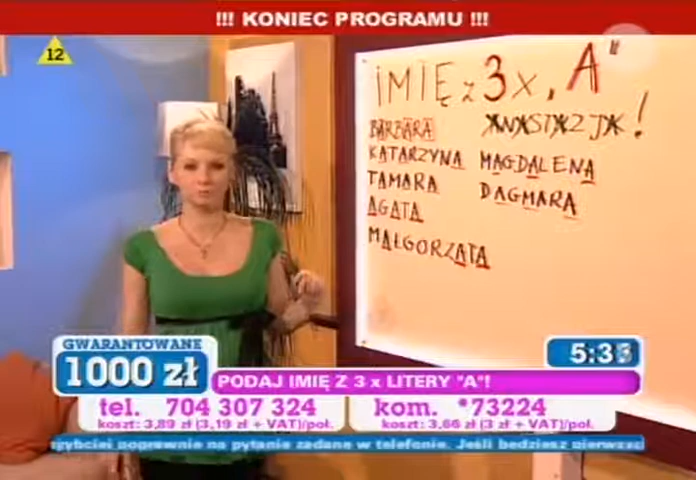 !!! KONIEC PROGRAMU !!!
12
IMIĘ z 3x "A"
BARBARA
KATARZYNA
TAMARA
AGATA
MAŁGORZATA
MAGDALENA
DAGMARA
GWARANTOWANE
1000 zł
5:35
PODAJ IMIĘ Z 3 x LITERY "A"!
tel. 704 307 324
koszt: 3,89 zł (3,19 zł + VAT)/poł.
kom. *73224
koszt: 3,66 zł (3 zł + VAT)/poł.
poprawnie na pytanie zadane w telefonie. Jeśli będziesz